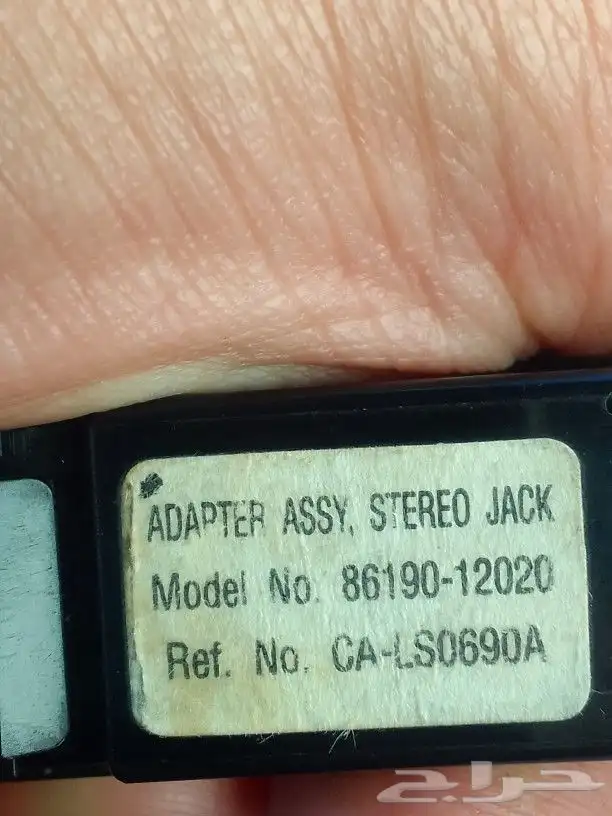 ADAPTER ASSY, STEREO JACK
Model No. 86190-12020
Ref. No. CA-LS0690A
حراج